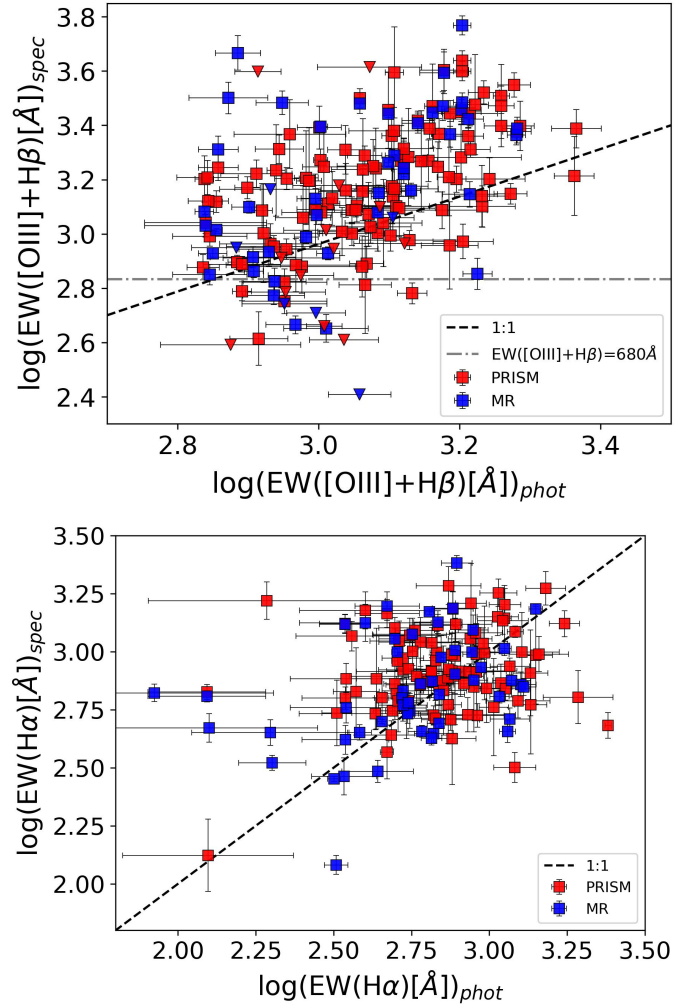 3.8
3.6
3.4
3.2
3.0
2.8
2.6
2.4
log(EW([OIII]+Hβ)[Å])spec
1:1
EW([OIII]+Hβ)=680Å
PRISM
MR
2.8 3.0 3.2 3.4
log(EW([OIII]+Hβ)[Å])phot
3.50
3.25
3.00
2.75
2.50
2.25
2.00
log(EW(Hα)[Å])spec
1:1
PRISM
MR
2.00 2.25 2.50 2.75 3.00 3.25 3.50
log(EW(Hα)[Å])phot